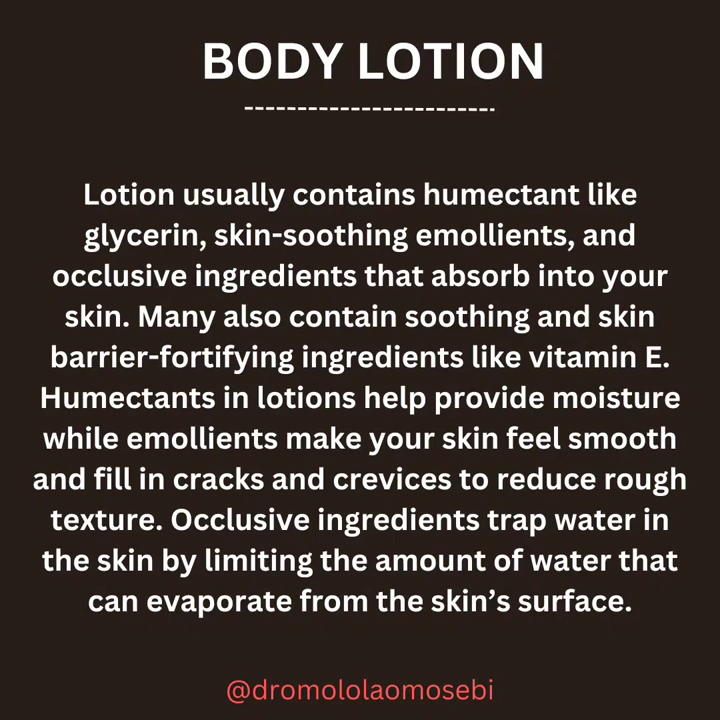 BODY LOTION
------------------------
Lotion usually contains humectant like
glycerin, skin-soothing emollients, and
occlusive ingredients that absorb into your
skin. Many also contain soothing and skin
barrier-fortifying ingredients like vitamin E.
Humectants in lotions help provide moisture
while emollients make your skin feel smooth
and fill in cracks and crevices to reduce rough
texture. Occlusive ingredients trap water in
the skin by limiting the amount of water that
can evaporate from the skin’s surface.
@dromololaomosebi